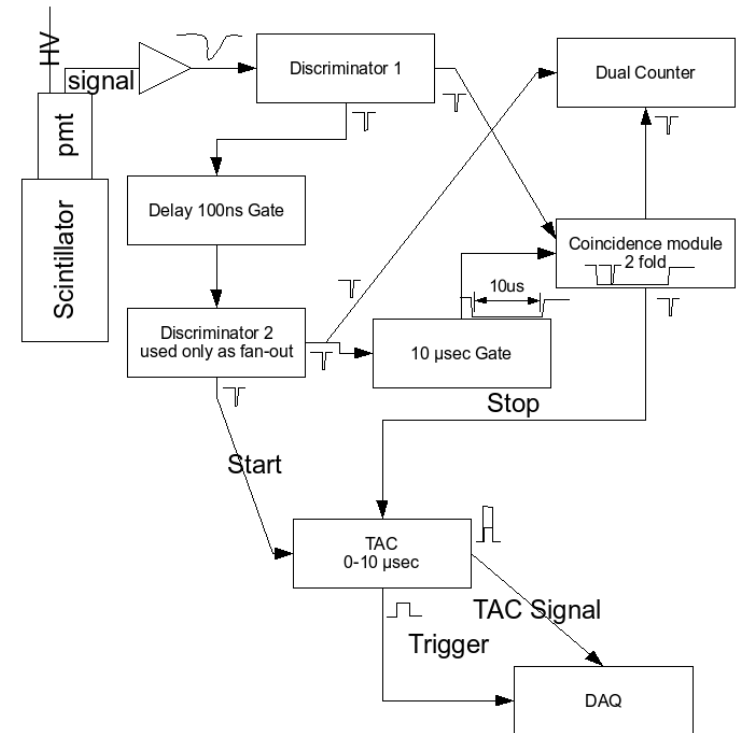 HV
signal
pmt
Scintillator
Discriminator 1
Dual Counter
Delay 100ns Gate
Coincidence module
2 fold
Discriminator 2
used only as fan-out
10us
10 µsec Gate
Stop
Start
TAC
0-10 µsec
TAC Signal
Trigger
DAQ